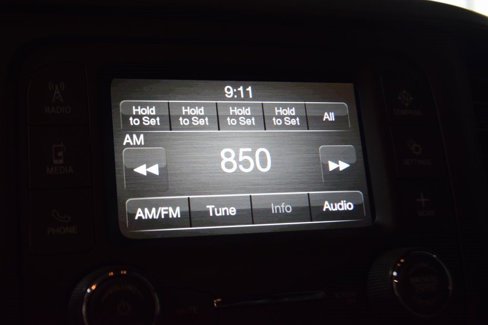 9:11
Hold to Set Hold to Set Hold to Set Hold to Set All
AM
850
AM/FM Tune Info Audio
RADIO
MEDIA
PHONE
SETTINGS